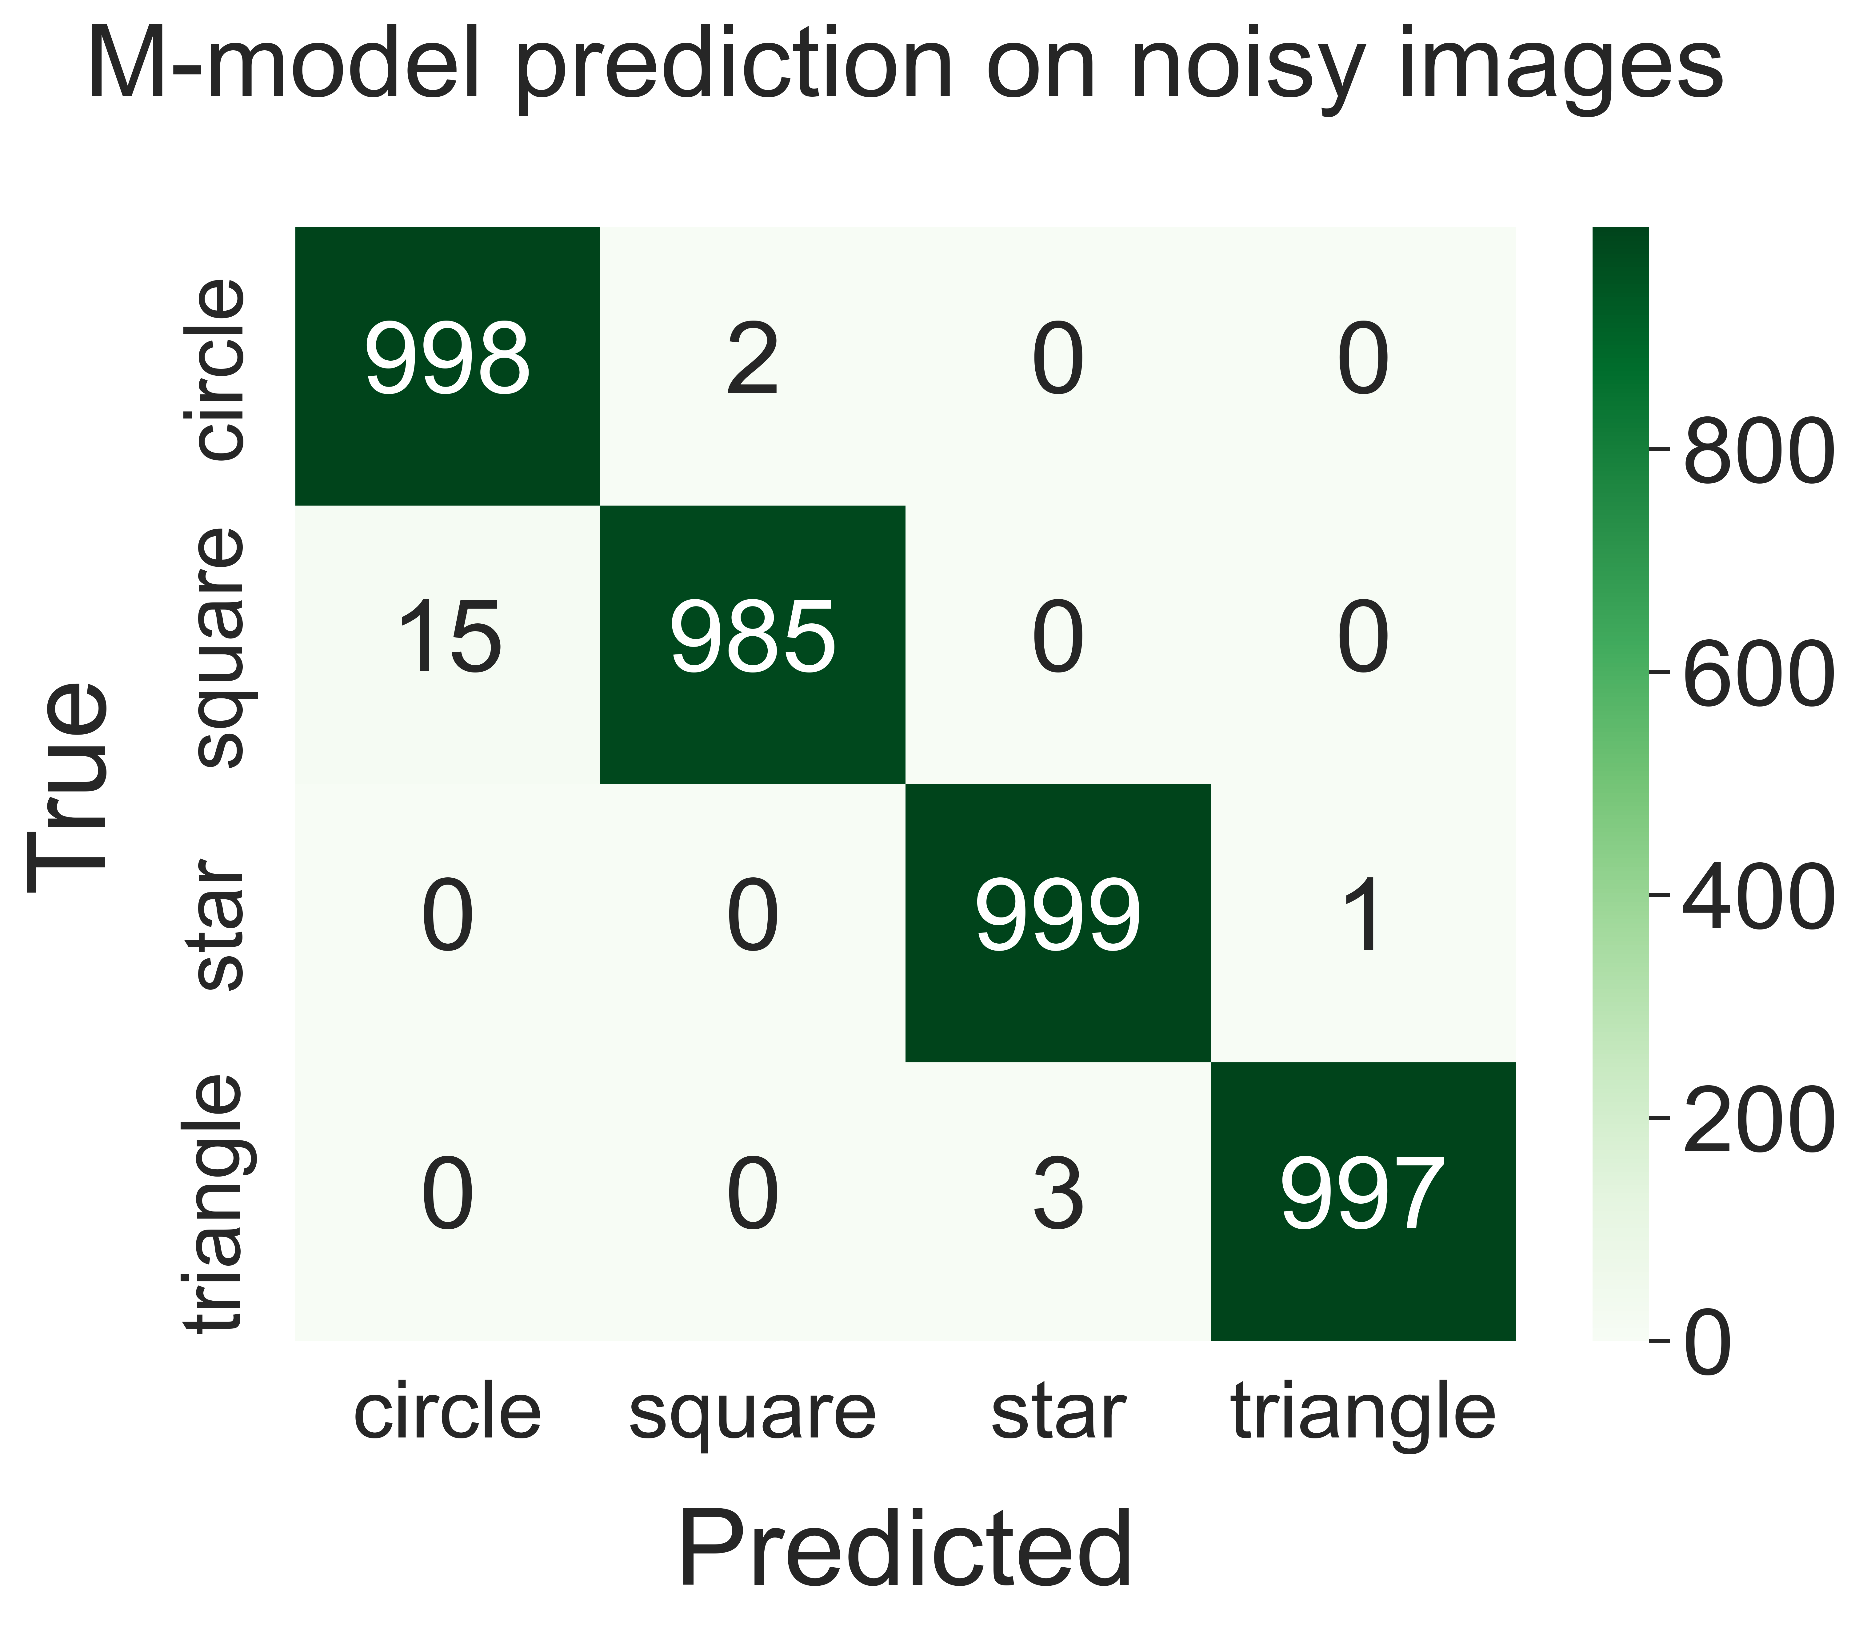 M-model prediction on noisy images
True
circle 998 2 0 0
square 15 985 0 0
star 0 0 999 1
triangle 0 0 3 997
circle square star triangle
Predicted
800
600
400
200
0